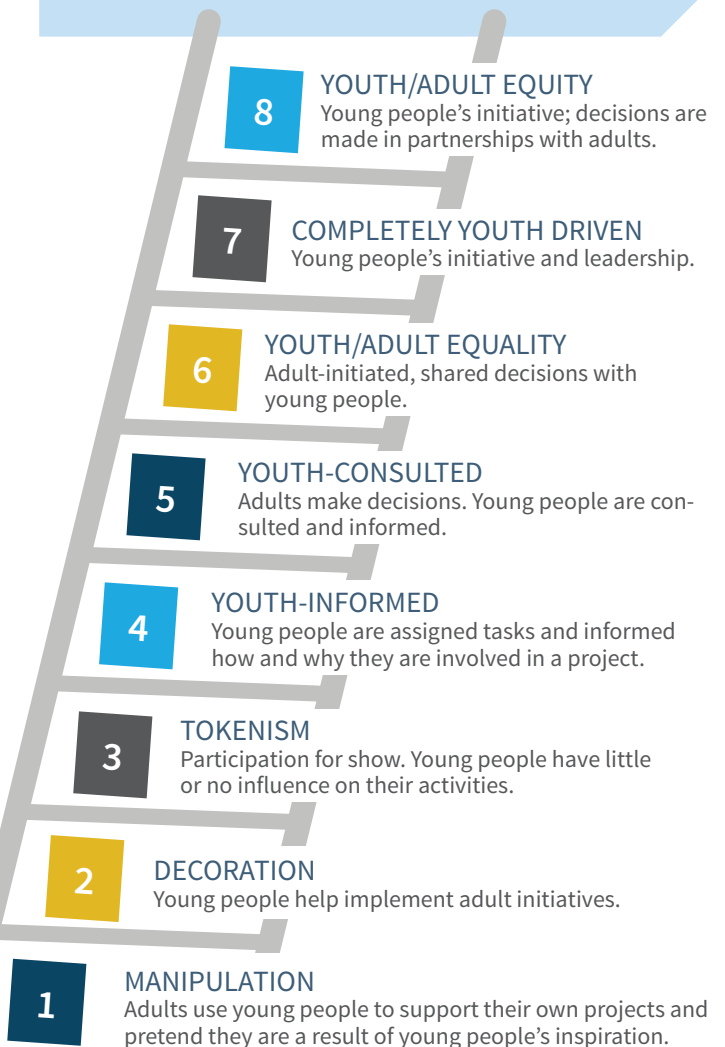 8
YOUTH/ADULT EQUITY
Young people’s initiative; decisions are
made in partnerships with adults.
7
COMPLETELY YOUTH DRIVEN
Young people’s initiative and leadership.
6
YOUTH/ADULT EQUALITY
Adult-initiated, shared decisions with
young people.
5
YOUTH-CONSULTED
Adults make decisions. Young people are con-
sulted and informed.
4
YOUTH-INFORMED
Young people are assigned tasks and informed
how and why they are involved in a project.
3
TOKENISM
Participation for show. Young people have little
or no influence on their activities.
2
DECORATION
Young people help implement adult initiatives.
1
MANIPULATION
Adults use young people to support their own projects and
pretend they are a result of young people’s inspiration.